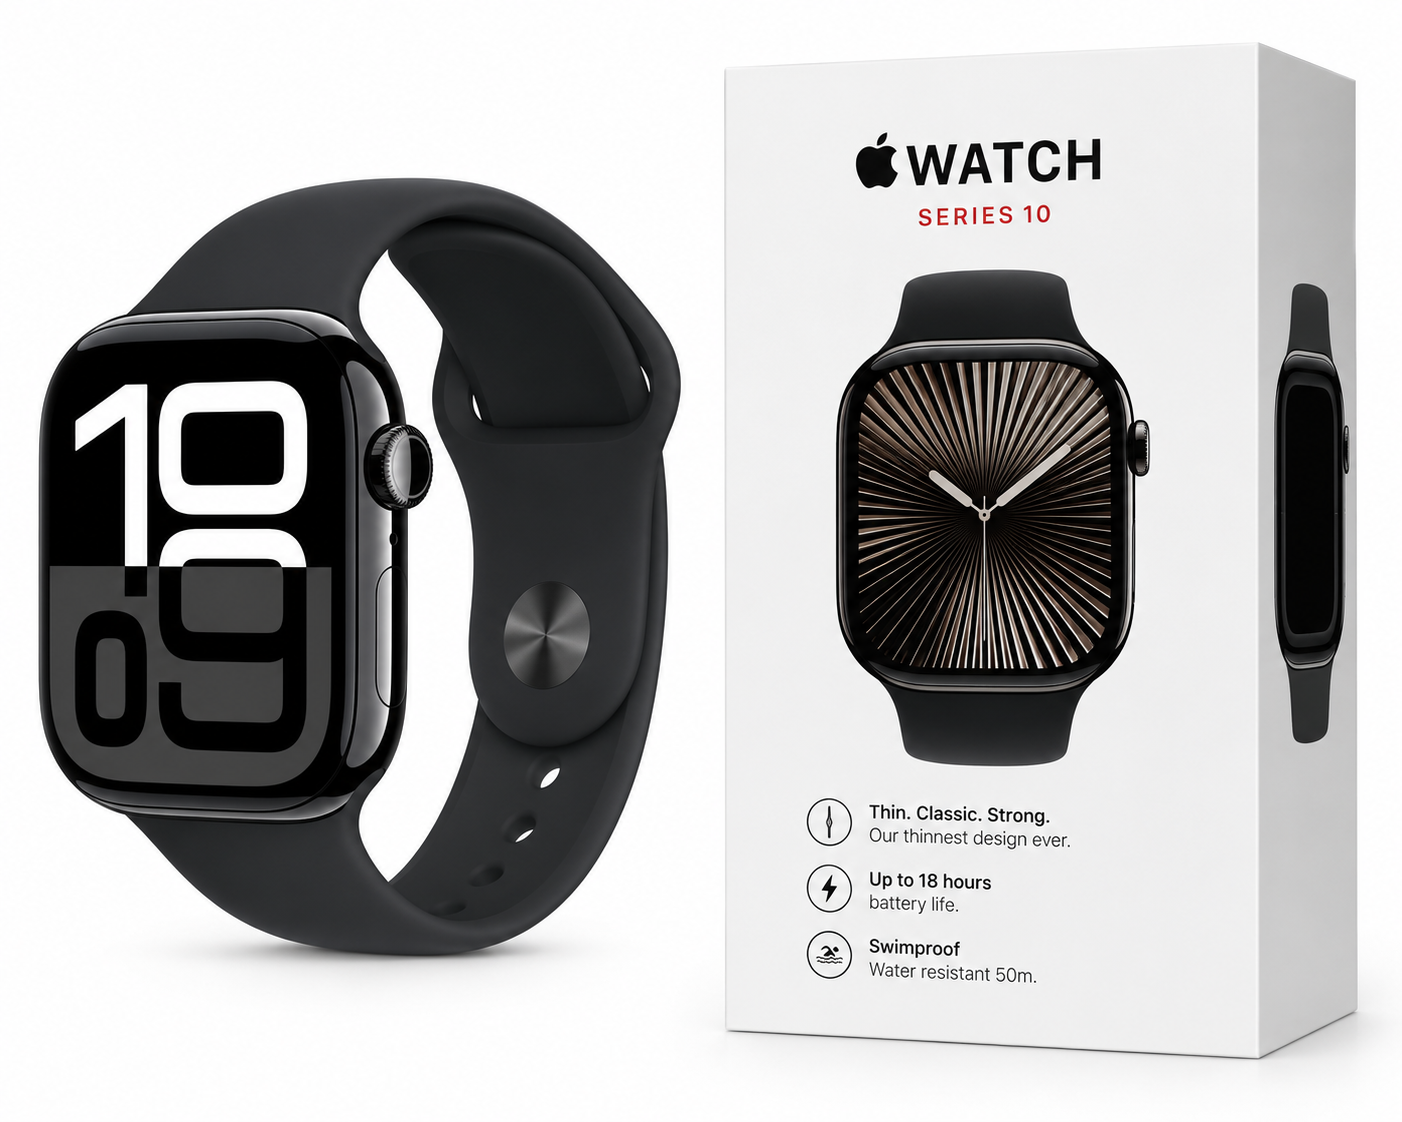 10
09
WATCH
SERIES 10
Thin. Classic. Strong.
Our thinnest design ever.
Up to 18 hours
battery life.
Swimproof
Water resistant 50m.